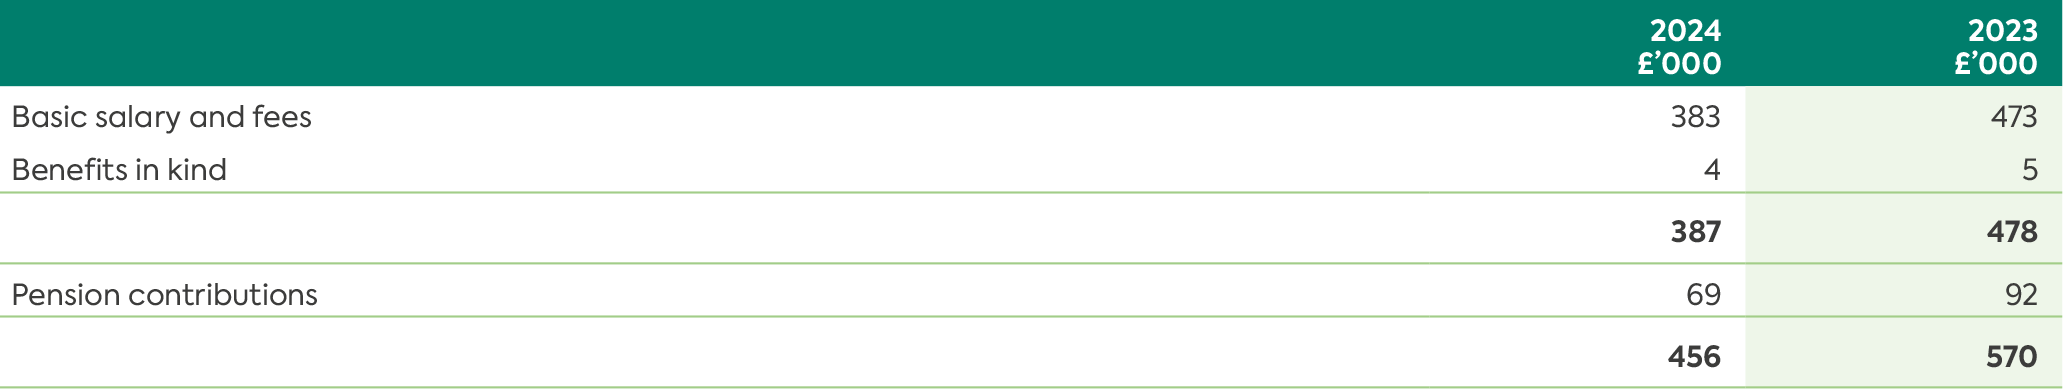 2024 2023
£’000 £’000
Basic salary and fees 383 473
Benefits in kind 4 5
387 478
Pension contributions 69 92
456 570